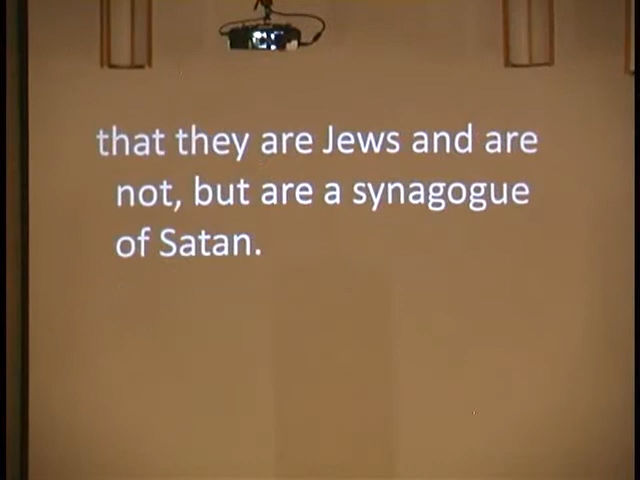 that they are Jews and are
not, but are a synagogue
of Satan.